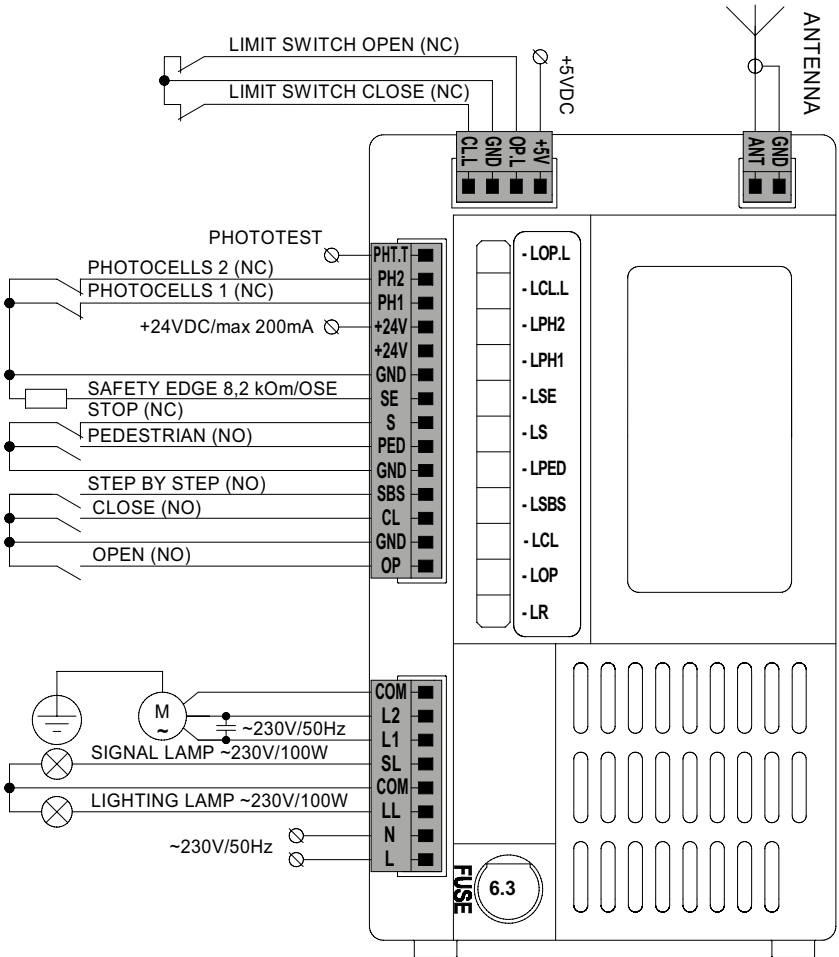 LIMIT SWITCH OPEN (NC)
LIMIT SWITCH CLOSE (NC)
+5VDC
ANTENNA
CL.L
GND
OP.L
+5V
ANT
GND
PHOTOTEST
PHT.T
PHOTOCELLS 2 (NC)
PH2
PHOTOCELLS 1 (NC)
PH1
+24VDC/max 200mA
+24V
+24V
GND
SAFETY EDGE 8,2 kOm/OSE
SE
STOP (NC)
S
PEDESTRIAN (NO)
PED
GND
STEP BY STEP (NO)
SBS
CLOSE (NO)
CL
GND
OPEN (NO)
OP
- LOP.L
- LCL.L
- LPH2
- LPH1
- LSE
- LS
- LPED
- LSBS
- LCL
- LOP
- LR
M
~
COM
L2
~230V/50Hz
L1
SIGNAL LAMP ~230V/100W
SL
COM
LIGHTING LAMP ~230V/100W
LL
~230V/50Hz
N
L
FUSE
6.3